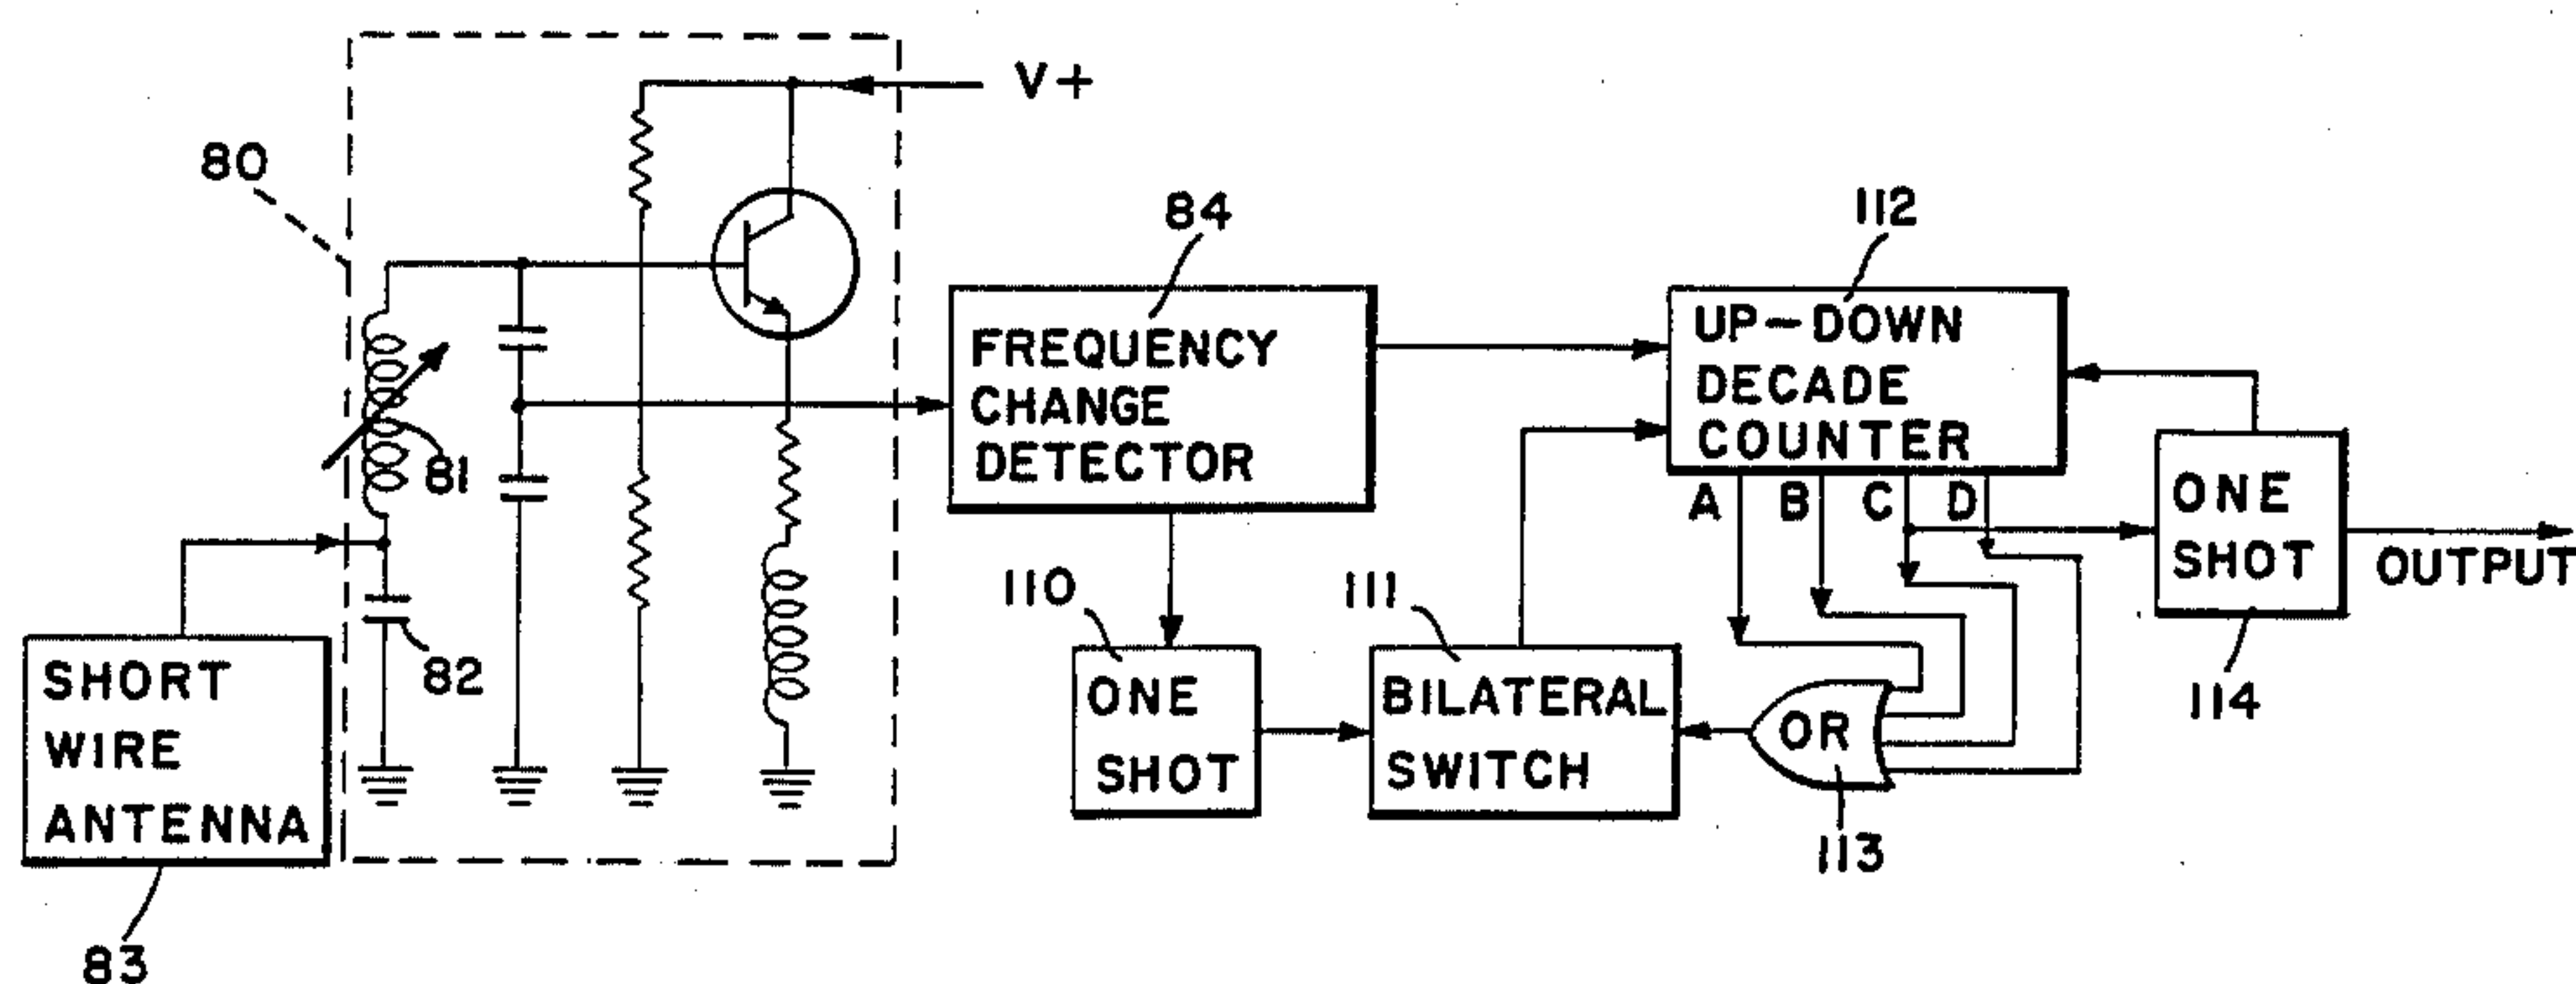 V+
80
81
82
SHORT
WIRE
ANTENNA
83
84
FREQUENCY
CHANGE
DETECTOR
110
ONE
SHOT
111
BILATERAL
SWITCH
112
UP-DOWN
DECADE
COUNTER
A B C D
OR
113
ONE
SHOT
114
OUTPUT